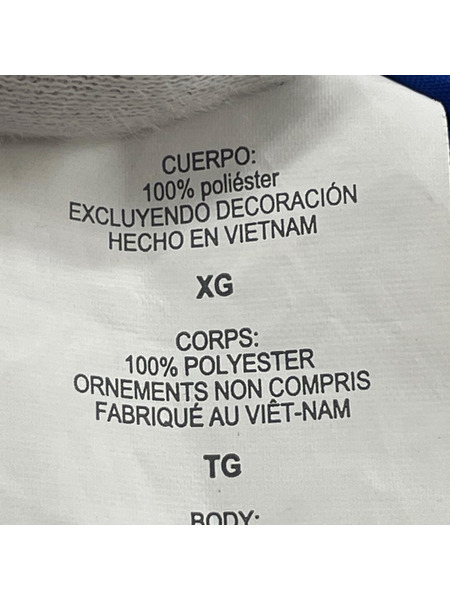 CUERPO:
100% poliéster
EXCLUYENDO DECORACIÓN
HECHO EN VIETNAM
XG
CORPS:
100% POLYESTER
ORNEMENTS NON COMPRIS
FABRIQUÉ AU VIÊT-NAM
TG
BODY: